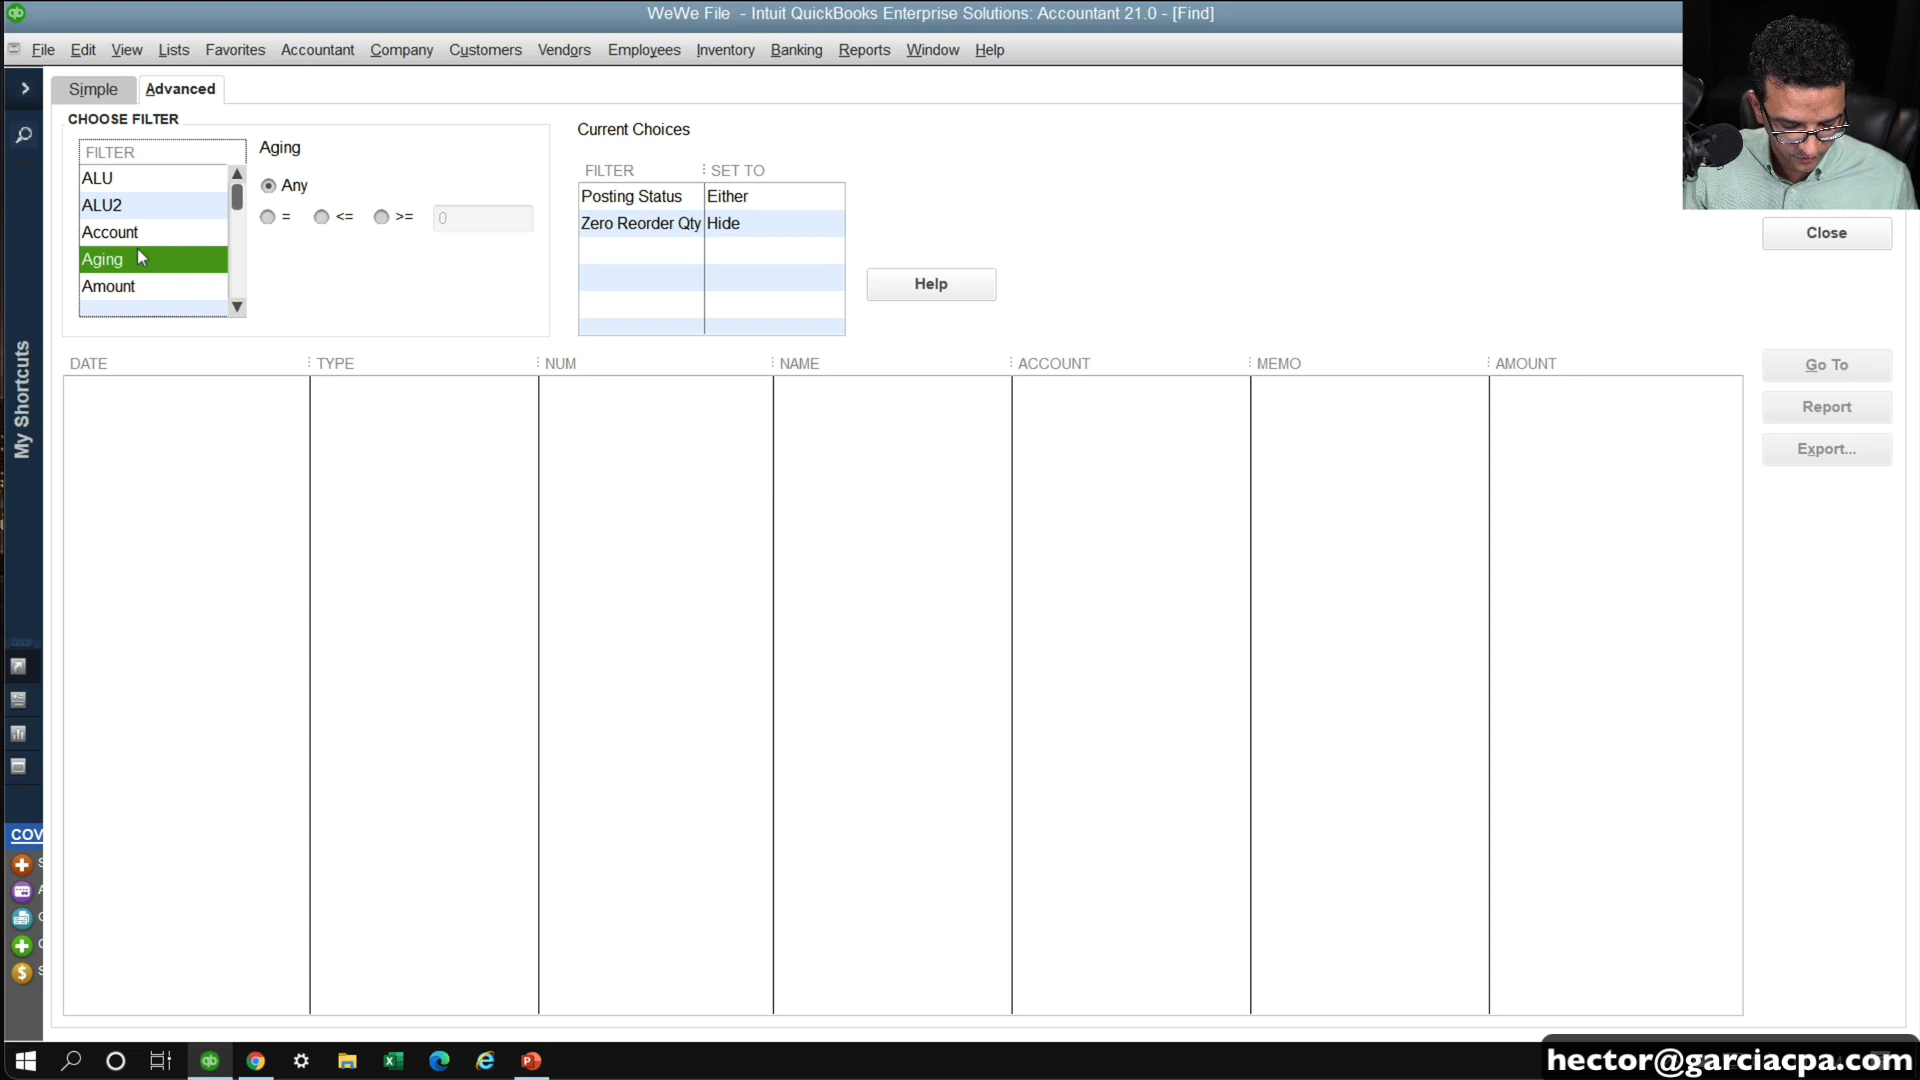 WeWe File - Intuit QuickBooks Enterprise Solutions: Accountant 21.0 - [Find]
File Edit View Lists Favorites Accountant Company Customers Vendors Employees Inventory Banking Reports Window Help
Simple Advanced
CHOOSE FILTER
FILTER
ALU
ALU2
Account
Aging
Amount
Aging
Any
= <= >= 0
Current Choices
FILTER SET TO
Posting Status Either
Zero Reorder Qty Hide
Help
Close
DATE TYPE NUM NAME ACCOUNT MEMO AMOUNT
Go To
Report
Export...
My Shortcuts
COV
S
A
C
C
S
hector@garciacpa.com